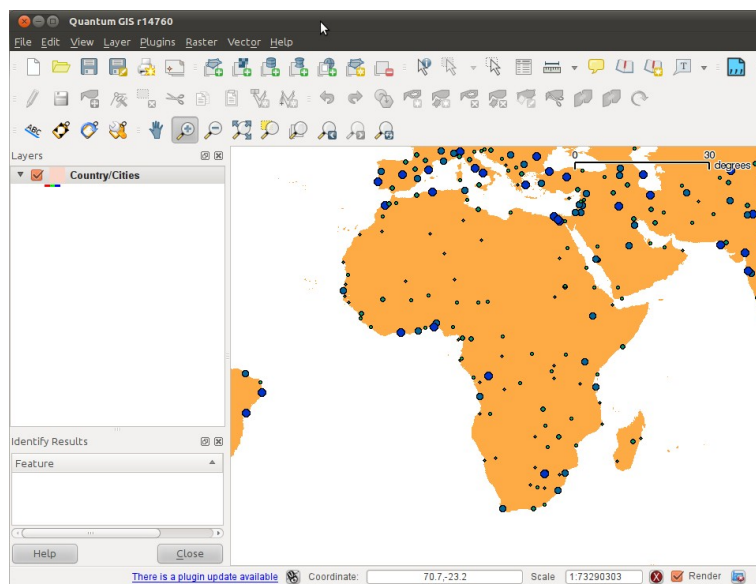 Quantum GIS r14760
File Edit View Layer Plugins Raster Vector Help
T
ABC
Layers
Country/Cities
0 30
degrees
Identify Results
Feature
Help Close
There is a plugin update available Coordinate: 70.7,-23.2 Scale 1:73290303 Render